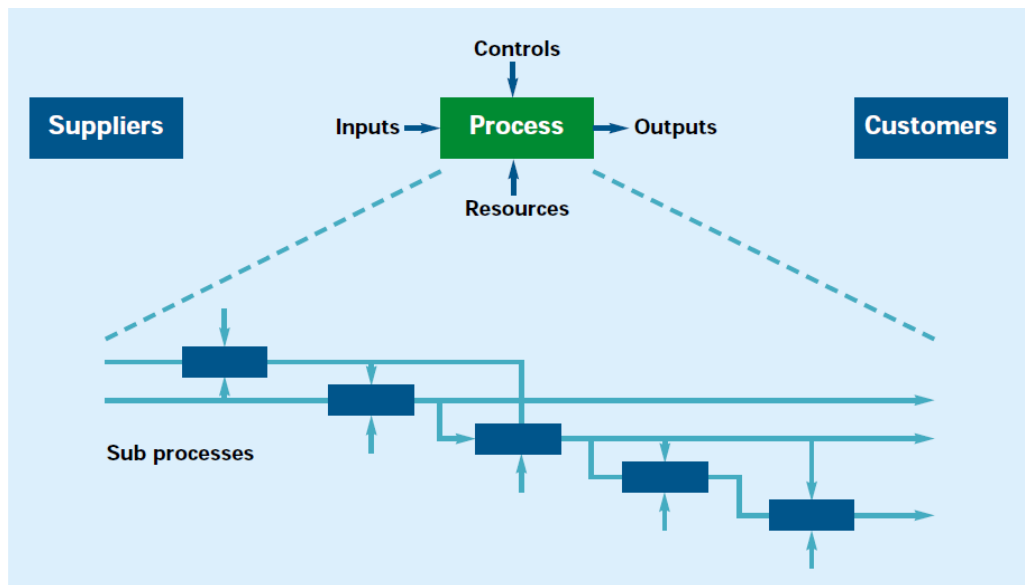 Controls
Suppliers
Inputs
Process
Outputs
Customers
Resources
Sub processes